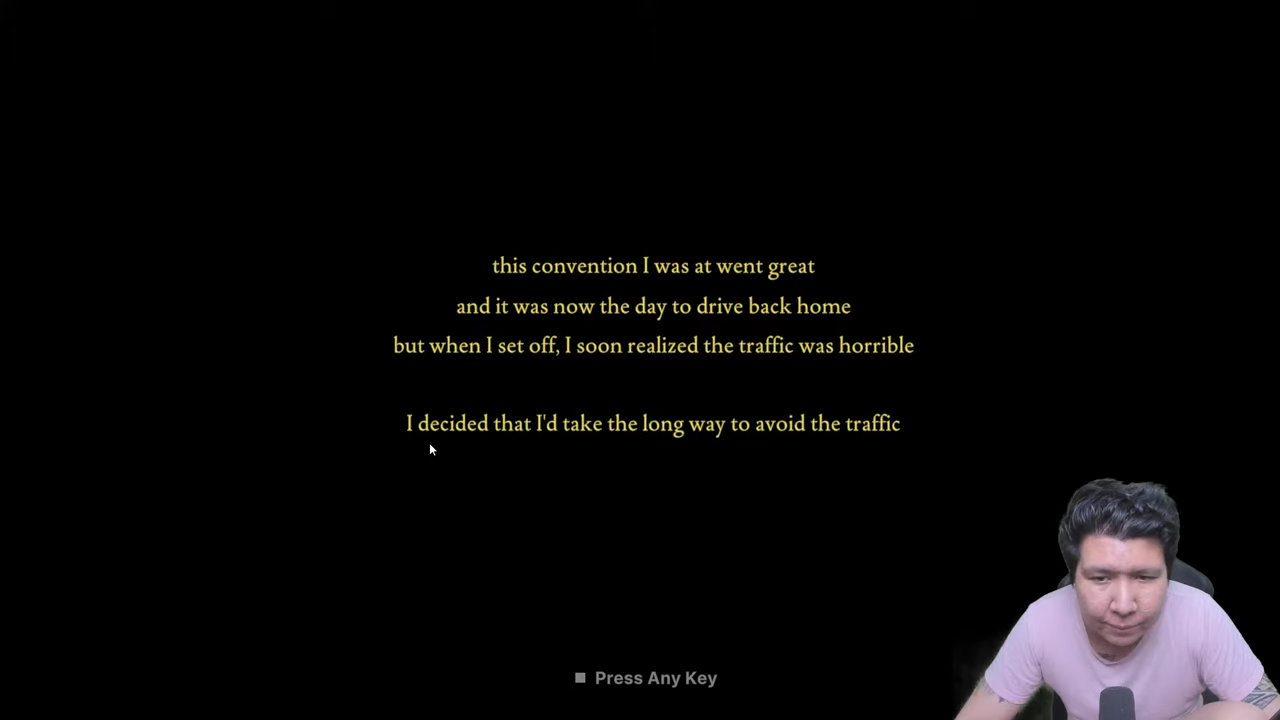 this convention I was at went great
and it was now the day to drive back home
but when I set off, I soon realized the traffic was horrible
I decided that I'd take the long way to avoid the traffic
Press Any Key